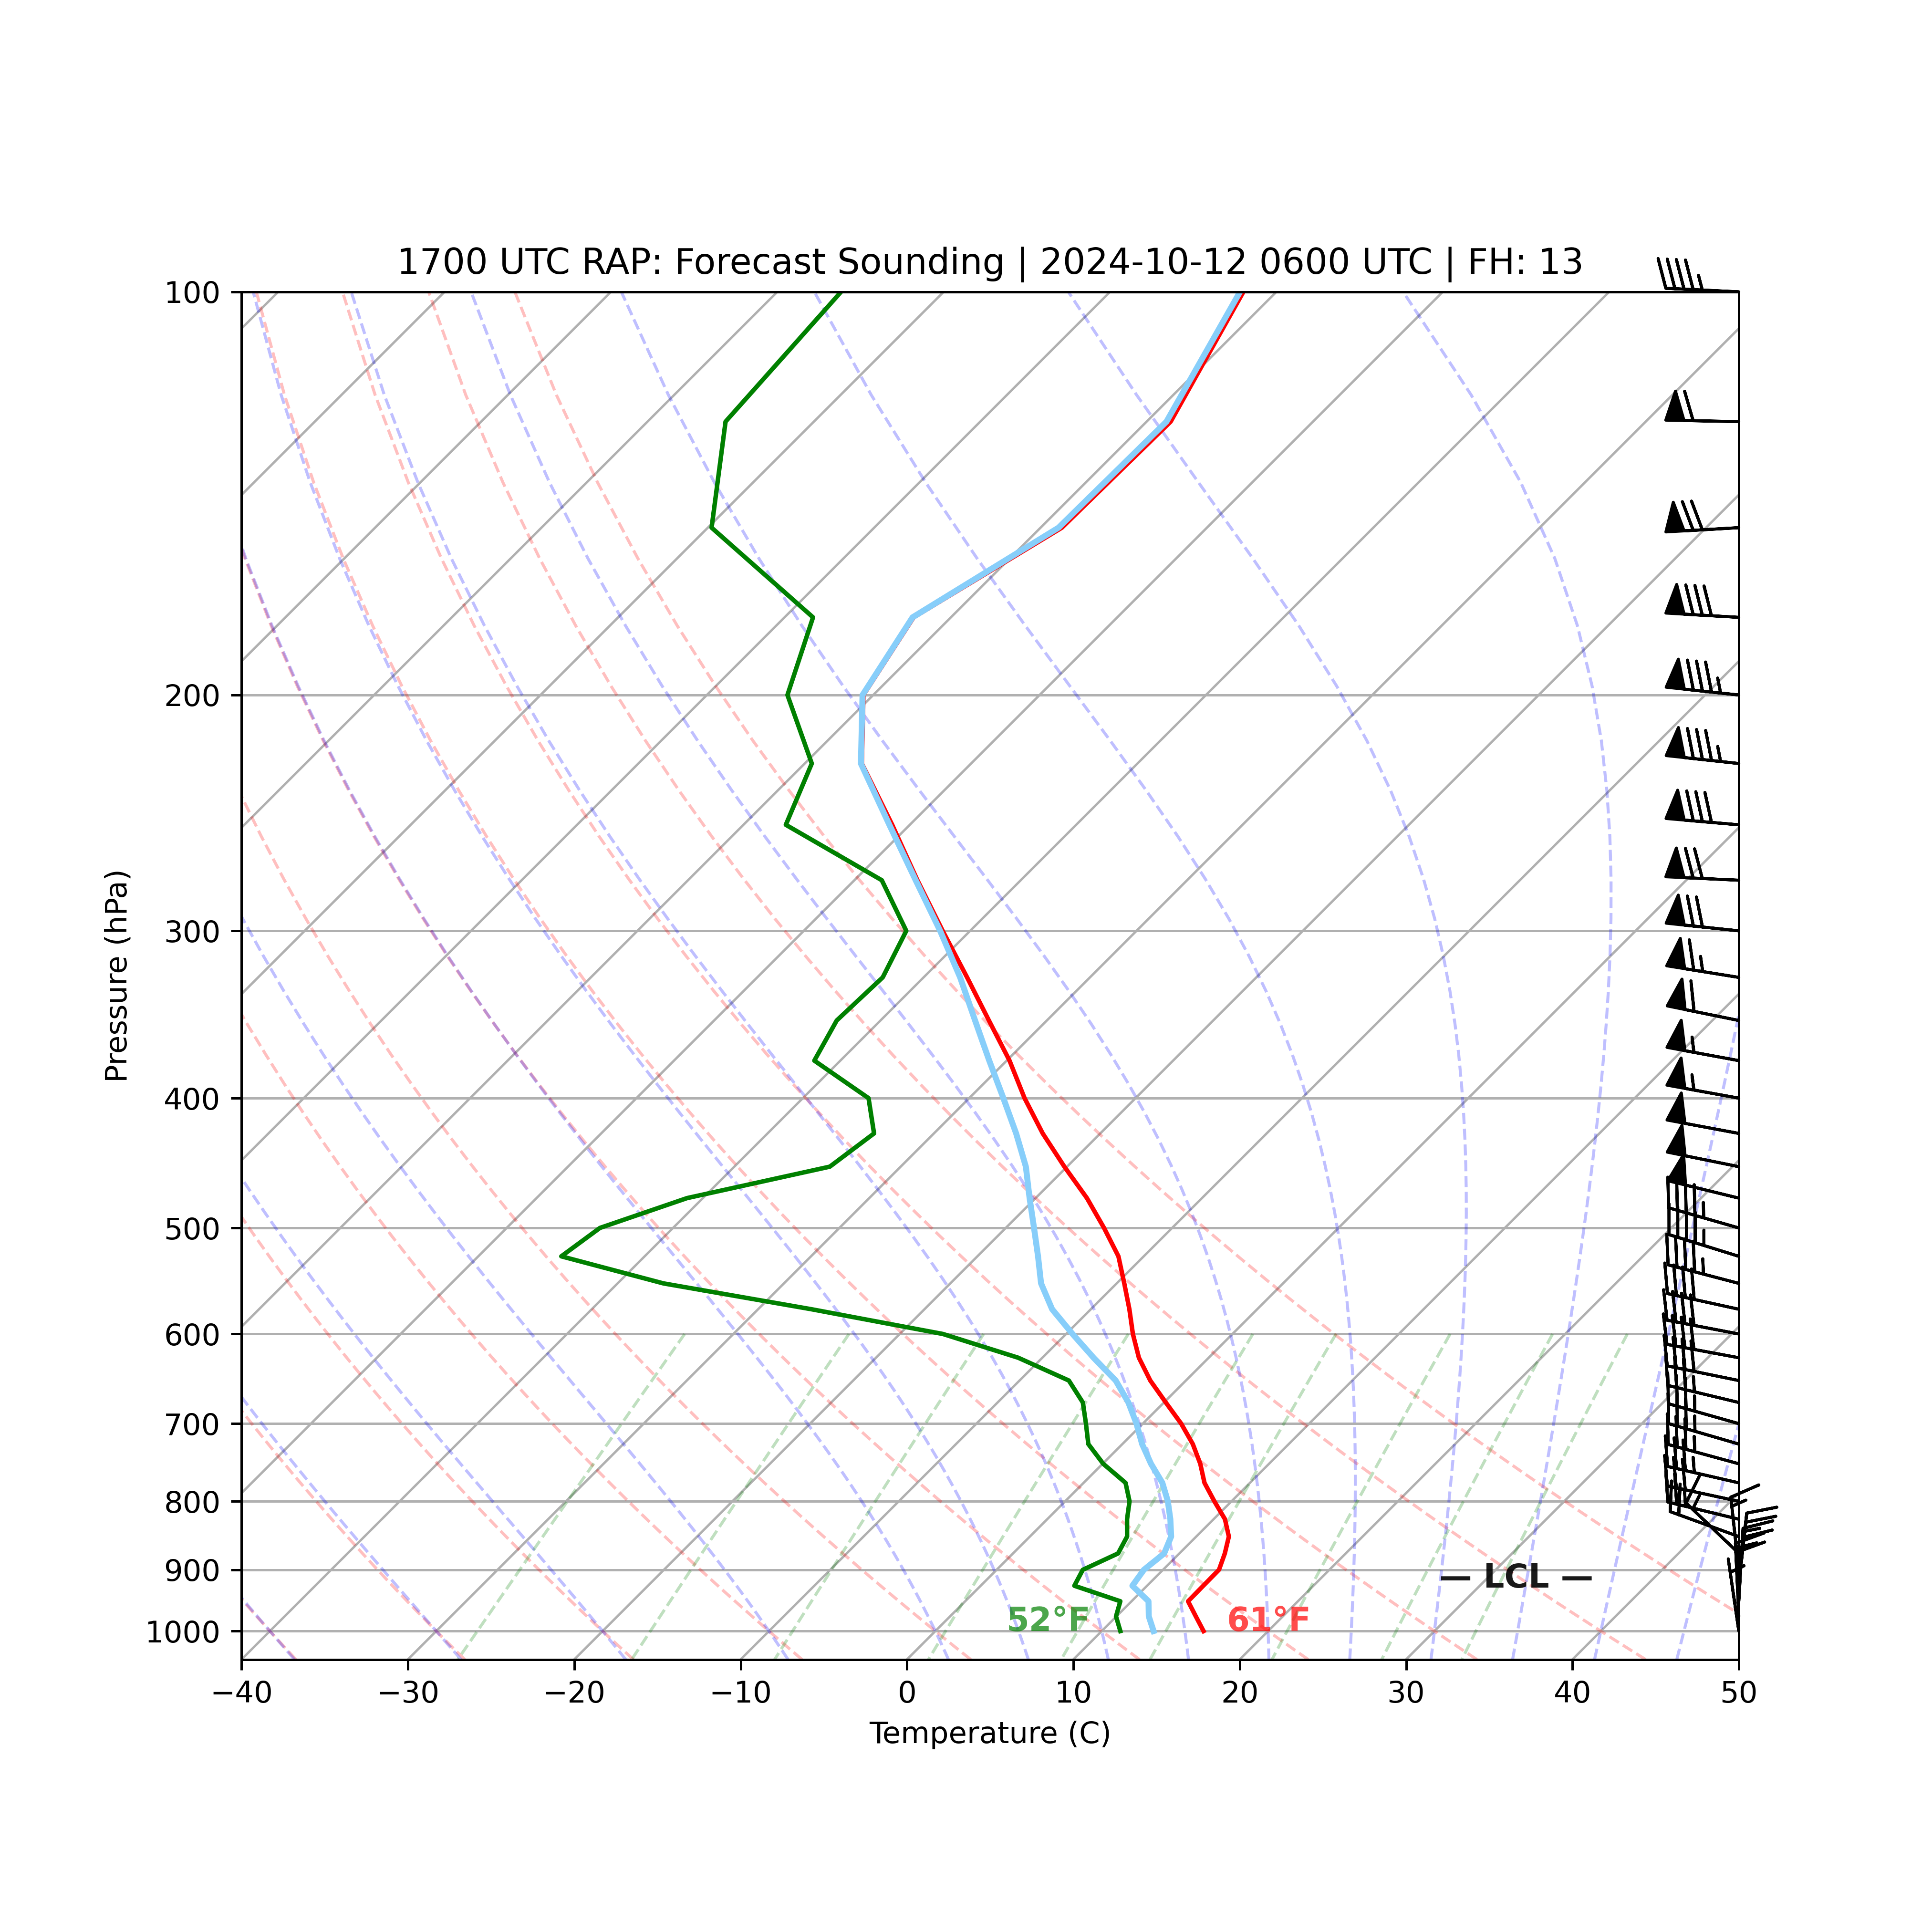 1700 UTC RAP: Forecast Sounding | 2024-10-12 0600 UTC | FH: 13
100
200
300
400
500
600
700
800
900
1000
Pressure (hPa)
— LCL —
52°F
61°F
−40 −30 −20 −10 0 10 20 30 40 50
Temperature (C)